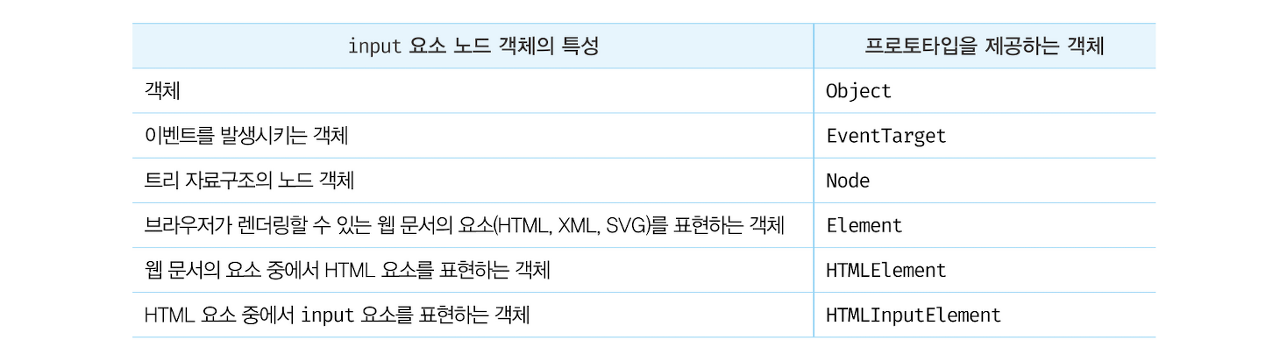 input 요소 노드 객체의 특성 프로토타입을 제공하는 객체
객체 Object
이벤트를 발생시키는 객체 EventTarget
트리 자료구조의 노드 객체 Node
브라우저가 렌더링할 수 있는 웹 문서의 요소(HTML, XML, SVG)를 표현하는 객체 Element
웹 문서의 요소 중에서 HTML 요소를 표현하는 객체 HTMLElement
HTML 요소 중에서 input 요소를 표현하는 객체 HTMLInputElement